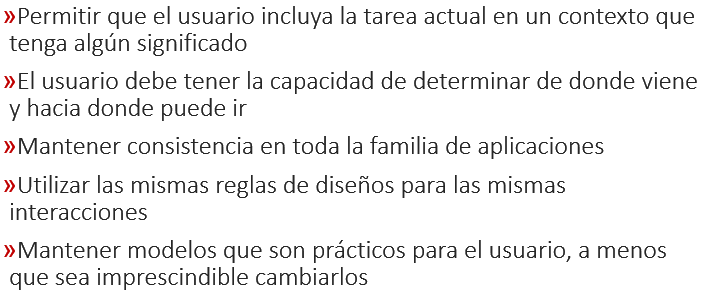 »Permitir que el usuario incluya la tarea actual en un contexto que
tenga algún significado
»El usuario debe tener la capacidad de determinar de donde viene
y hacia donde puede ir
»Mantener consistencia en toda la familia de aplicaciones
»Utilizar las mismas reglas de diseños para las mismas
interacciones
»Mantener modelos que son prácticos para el usuario, a menos
que sea imprescindible cambiarlos